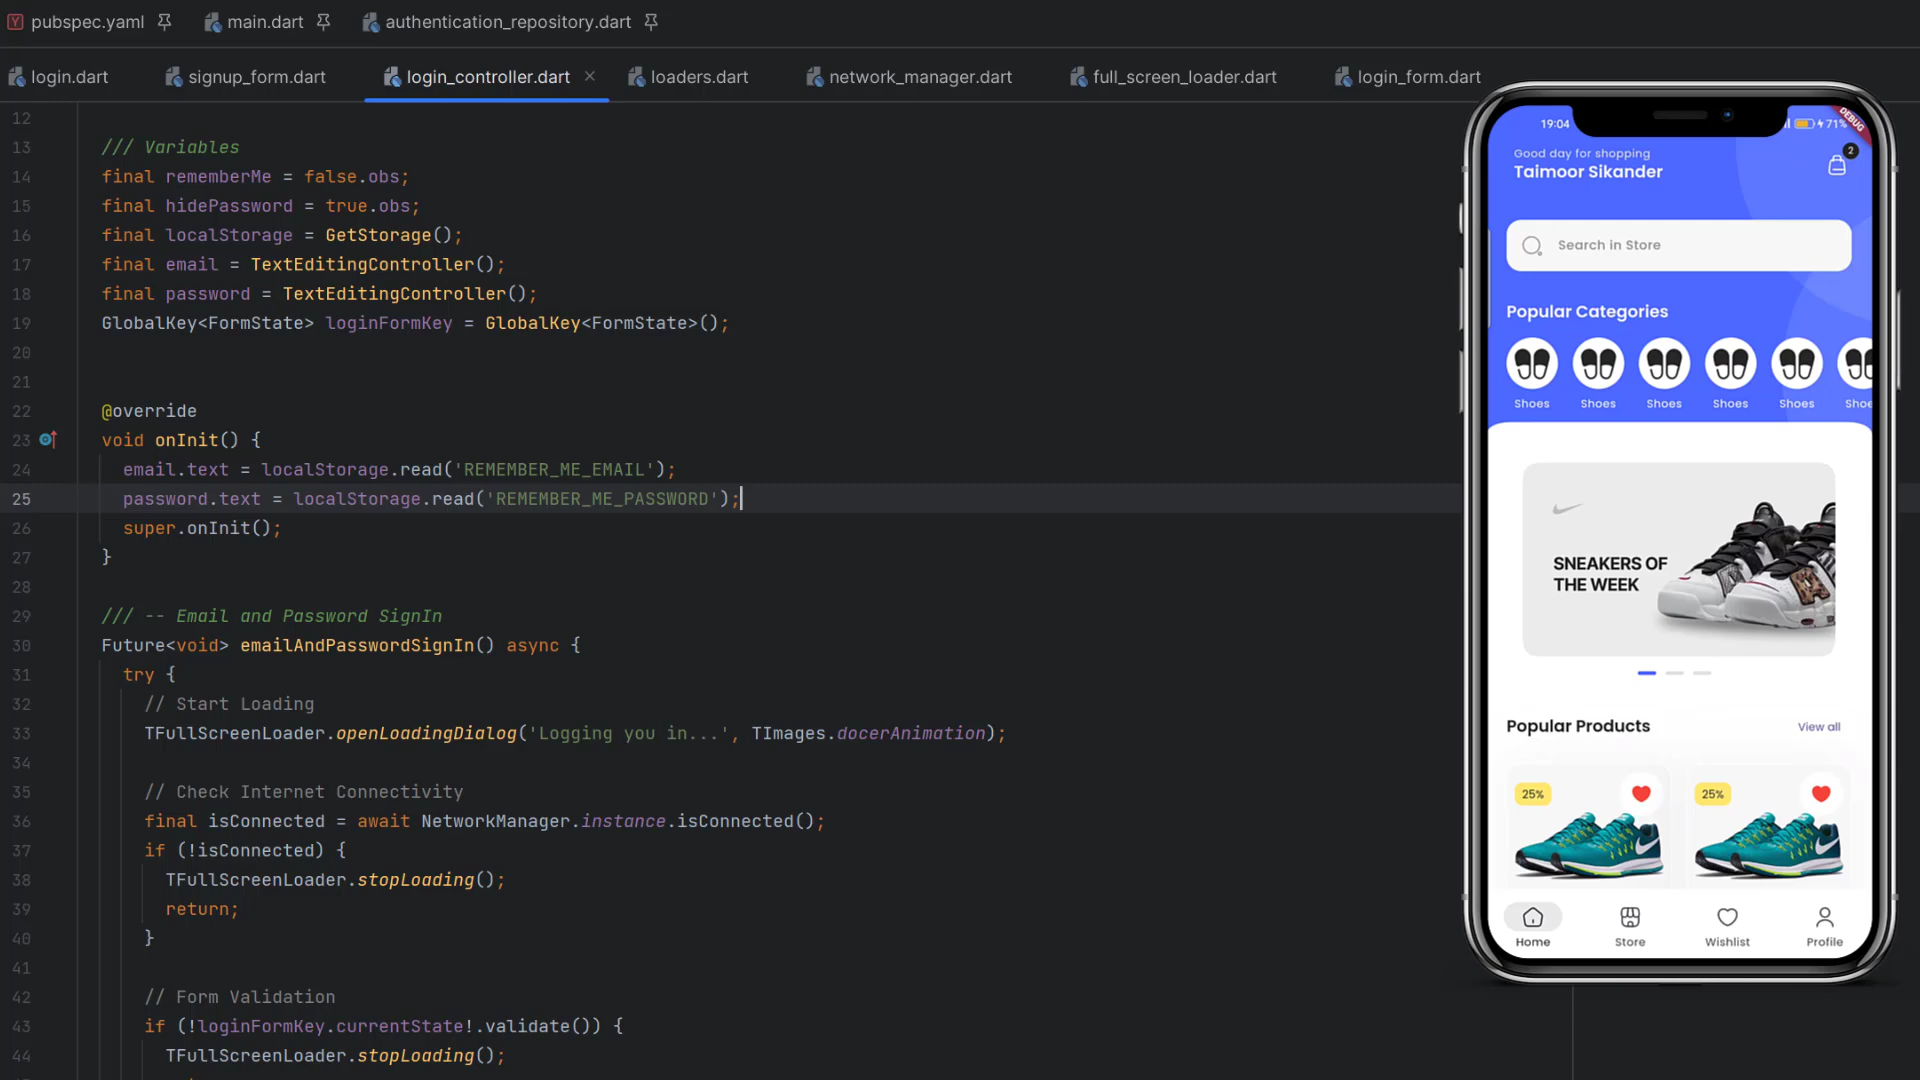 pubspec.yaml
main.dart
authentication_repository.dart
login.dart
signup_form.dart
login_controller.dart
loaders.dart
network_manager.dart
full_screen_loader.dart
login_form.dart
12
13 /// Variables
14 final rememberMe = false.obs;
15 final hidePassword = true.obs;
16 final localStorage = GetStorage();
17 final email = TextEditingController();
18 final password = TextEditingController();
19 GlobalKey<FormState> loginFormKey = GlobalKey<FormState>();
20
21
22 @override
23 void onInit() {
24 email.text = localStorage.read('REMEMBER_ME_EMAIL');
25 password.text = localStorage.read('REMEMBER_ME_PASSWORD');
26 super.onInit();
27 }
28
29 /// -- Email and Password SignIn
30 Future<void> emailAndPasswordSignIn() async {
31 try {
32 // Start Loading
33 TFullScreenLoader.openLoadingDialog('Logging you in...', TImages.docerAnimation);
34
35 // Check Internet Connectivity
36 final isConnected = await NetworkManager.instance.isConnected();
37 if (!isConnected) {
38 TFullScreenLoader.stopLoading();
39 return;
40 }
41
42 // Form Validation
43 if (!loginFormKey.currentState!.validate()) {
44 TFullScreenLoader.stopLoading();
19:04
71%
DEBUG
Good day for shopping
Taimoor Sikander
2
Search in Store
Popular Categories
Shoes Shoes Shoes Shoes Shoes Shoe
SNEAKERS OF
THE WEEK
Popular Products
View all
25%
25%
Home Store Wishlist Profile